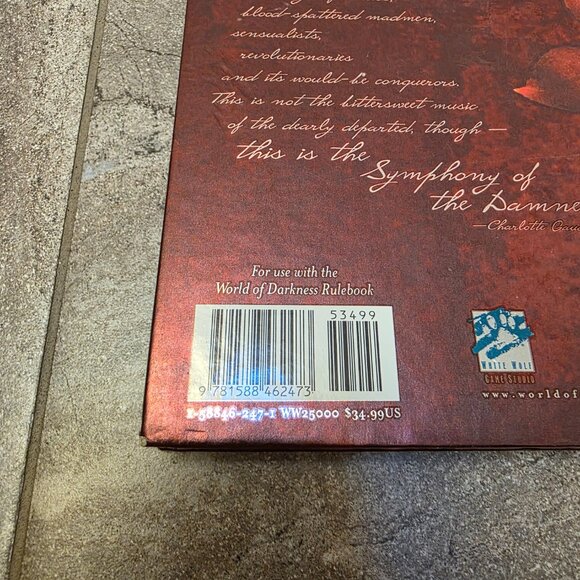 blood-spattered madmen,
sensualists,
revolutionaries
and its would-be conquerors.
This is not the bittersweet music
of the dearly departed, though —
this is the
Symphony of
the Damne
—Charlotte Gau
For use with the
World of Darkness Rulebook
53499
9 781588 462473
1-58846-247-1 WW25000 $34.99US
WHITE WOLF
GAME STUDIO
www.worldof